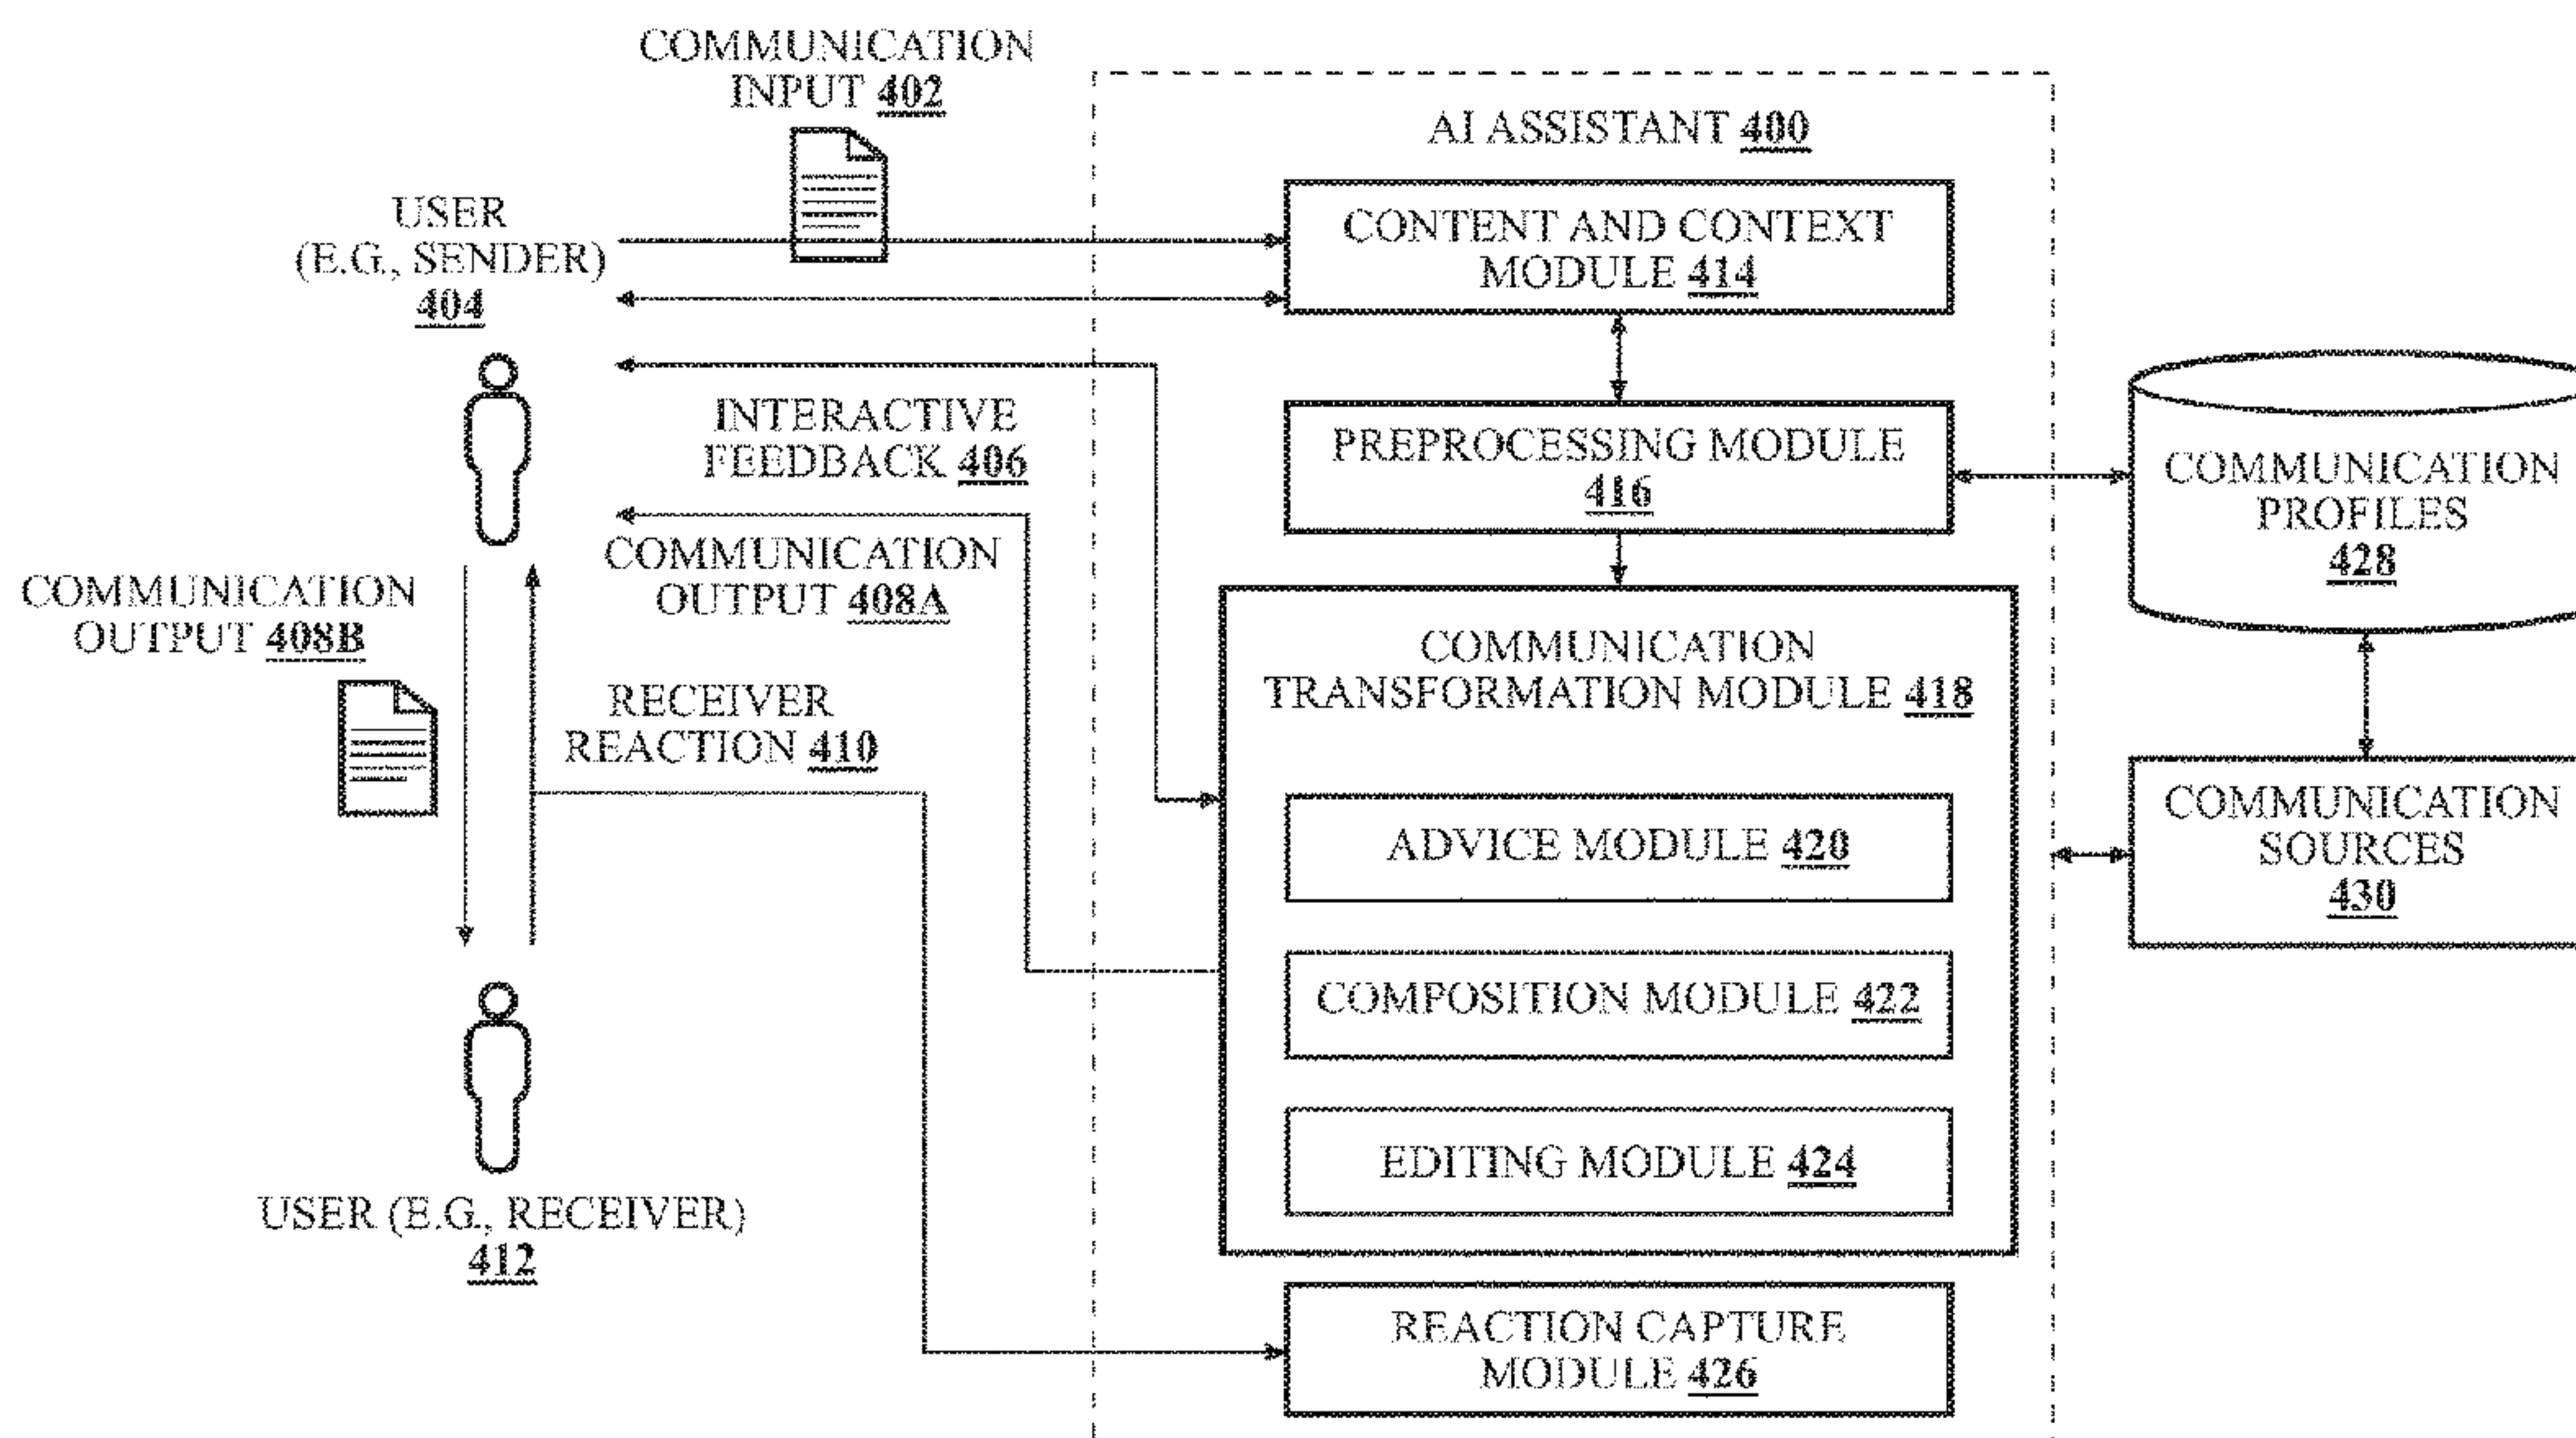 COMMUNICATION
INPUT 402
AI ASSISTANT 400
USER
(E.G., SENDER)
404
CONTENT AND CONTEXT
MODULE 414
INTERACTIVE
FEEDBACK 406
PREPROCESSING MODULE
416
COMMUNICATION
PROFILES
428
COMMUNICATION
OUTPUT 408A
COMMUNICATION
OUTPUT 408B
COMMUNICATION
TRANSFORMATION MODULE 418
RECEIVER
REACTION 410
ADVICE MODULE 420
COMMUNICATION
SOURCES
430
COMPOSITION MODULE 422
EDITING MODULE 424
USER (E.G., RECEIVER)
412
REACTION CAPTURE
MODULE 426